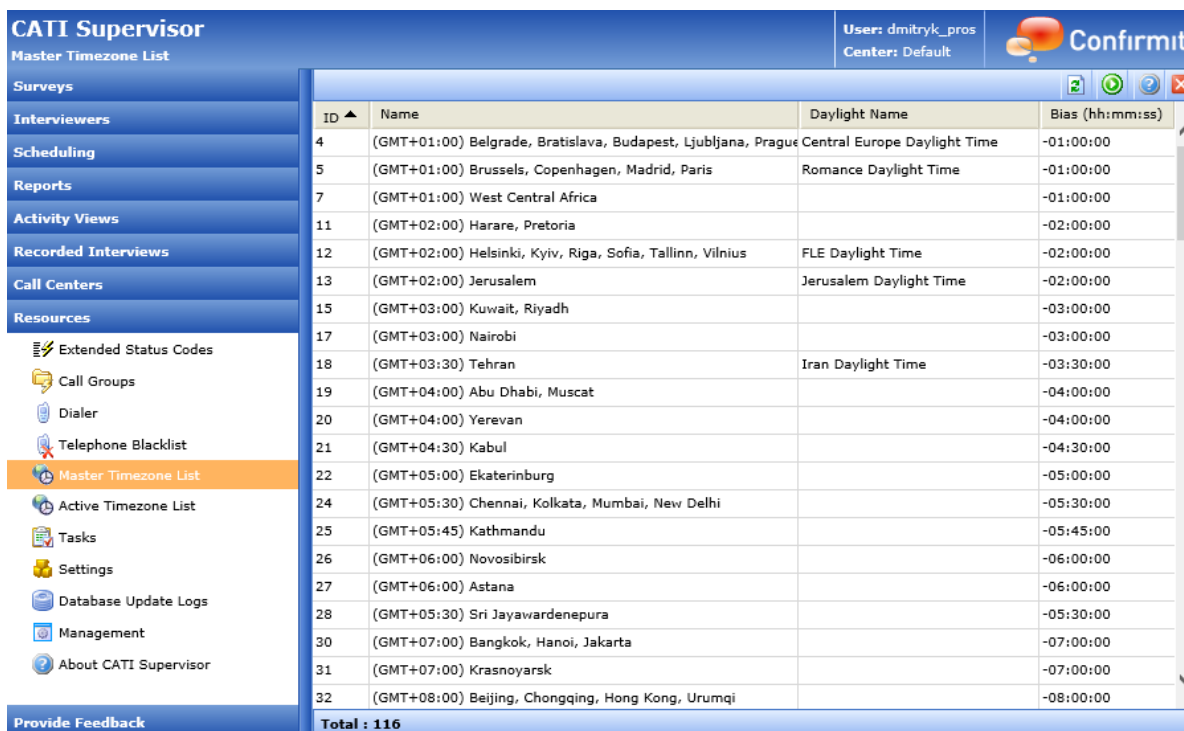 CATI Supervisor
Master Timezone List
User: dmitryk_pros
Center: Default
Confirmit
Surveys
Interviewers
Scheduling
Reports
Activity Views
Recorded Interviews
Call Centers
Resources
Extended Status Codes
Call Groups
Dialer
Telephone Blacklist
Master Timezone List
Active Timezone List
Tasks
Settings
Database Update Logs
Management
About CATI Supervisor
Provide Feedback
ID Name Daylight Name Bias (hh:mm:ss)
4 (GMT+01:00) Belgrade, Bratislava, Budapest, Ljubljana, Prague Central Europe Daylight Time -01:00:00
5 (GMT+01:00) Brussels, Copenhagen, Madrid, Paris Romance Daylight Time -01:00:00
7 (GMT+01:00) West Central Africa -01:00:00
11 (GMT+02:00) Harare, Pretoria -02:00:00
12 (GMT+02:00) Helsinki, Kyiv, Riga, Sofia, Tallinn, Vilnius FLE Daylight Time -02:00:00
13 (GMT+02:00) Jerusalem Jerusalem Daylight Time -02:00:00
15 (GMT+03:00) Kuwait, Riyadh -03:00:00
17 (GMT+03:00) Nairobi -03:00:00
18 (GMT+03:30) Tehran Iran Daylight Time -03:30:00
19 (GMT+04:00) Abu Dhabi, Muscat -04:00:00
20 (GMT+04:00) Yerevan -04:00:00
21 (GMT+04:30) Kabul -04:30:00
22 (GMT+05:00) Ekaterinburg -05:00:00
24 (GMT+05:30) Chennai, Kolkata, Mumbai, New Delhi -05:30:00
25 (GMT+05:45) Kathmandu -05:45:00
26 (GMT+06:00) Novosibirsk -06:00:00
27 (GMT+06:00) Astana -06:00:00
28 (GMT+05:30) Sri Jayawardenepura -05:30:00
30 (GMT+07:00) Bangkok, Hanoi, Jakarta -07:00:00
31 (GMT+07:00) Krasnoyarsk -07:00:00
32 (GMT+08:00) Beijing, Chongqing, Hong Kong, Urumqi -08:00:00
Total : 116